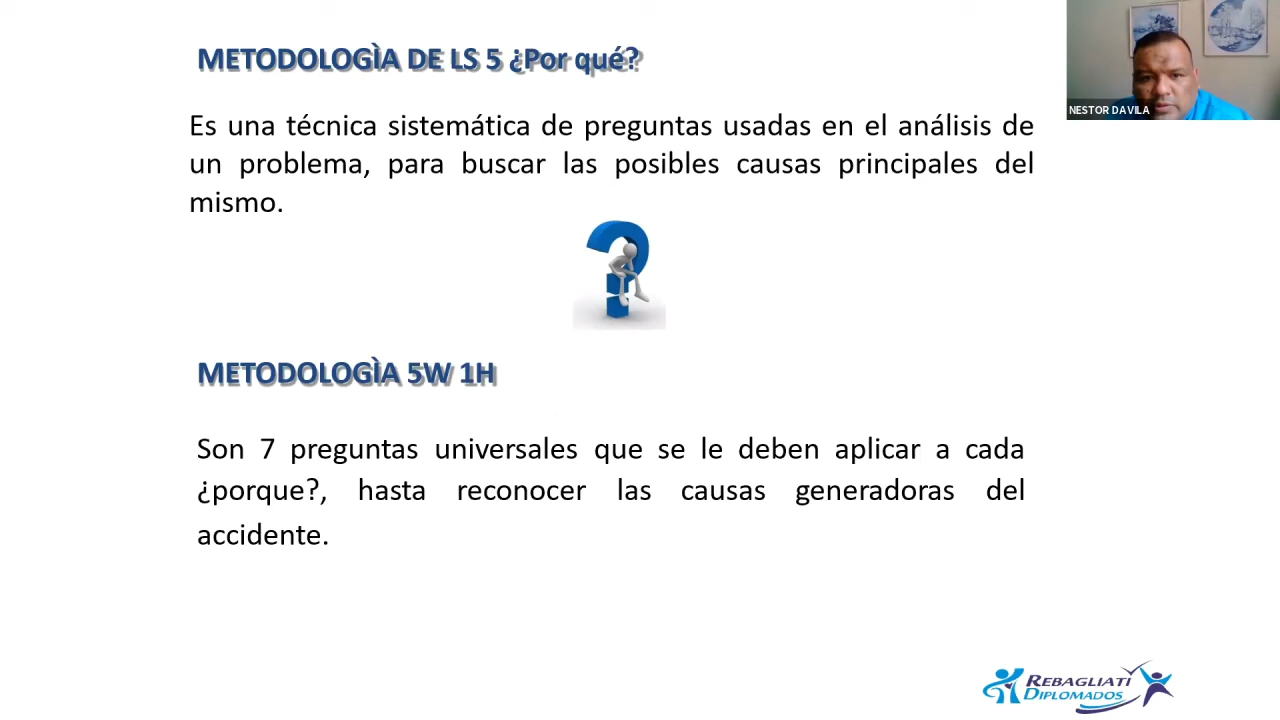 METODOLOGÌA DE LS 5 ¿Por qué?
NESTOR DAVILA
Es una técnica sistemática de preguntas usadas en el análisis de
un problema, para buscar las posibles causas principales del
mismo.
METODOLOGÌA 5W 1H
Son 7 preguntas universales que se le deben aplicar a cada
¿porque?, hasta reconocer las causas generadoras del
accidente.
REBAGLIATI
DIPLOMADOS